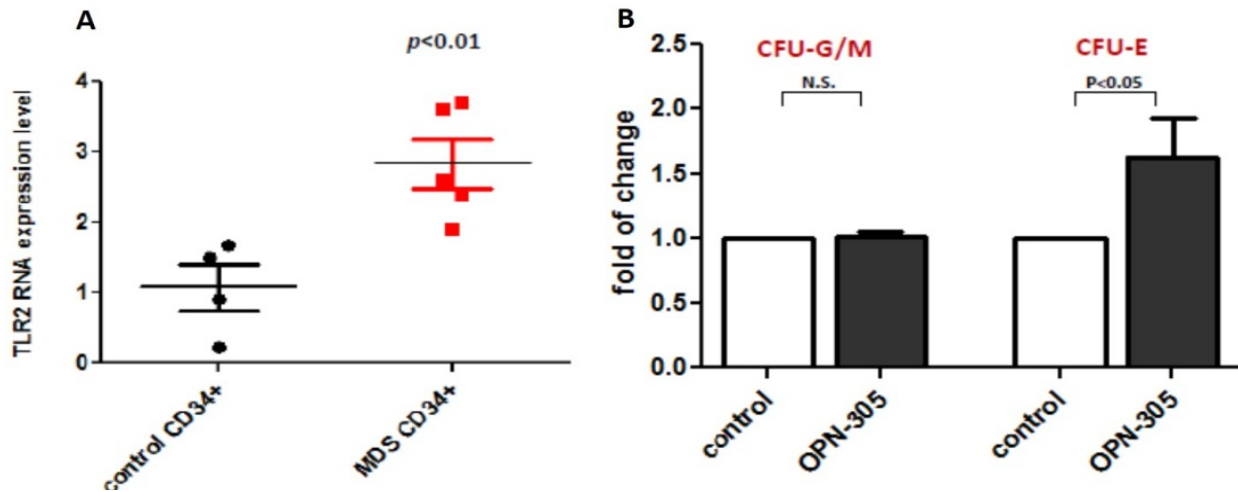 A
p<0.01
TLR2 RNA expression level
4
3
2
1
0
control CD34+
MDS CD34+
B
CFU-G/M
CFU-E
N.S.
P<0.05
fold of change
2.5
2.0
1.5
1.0
0.5
0.0
control
OPN-305
control
OPN-305